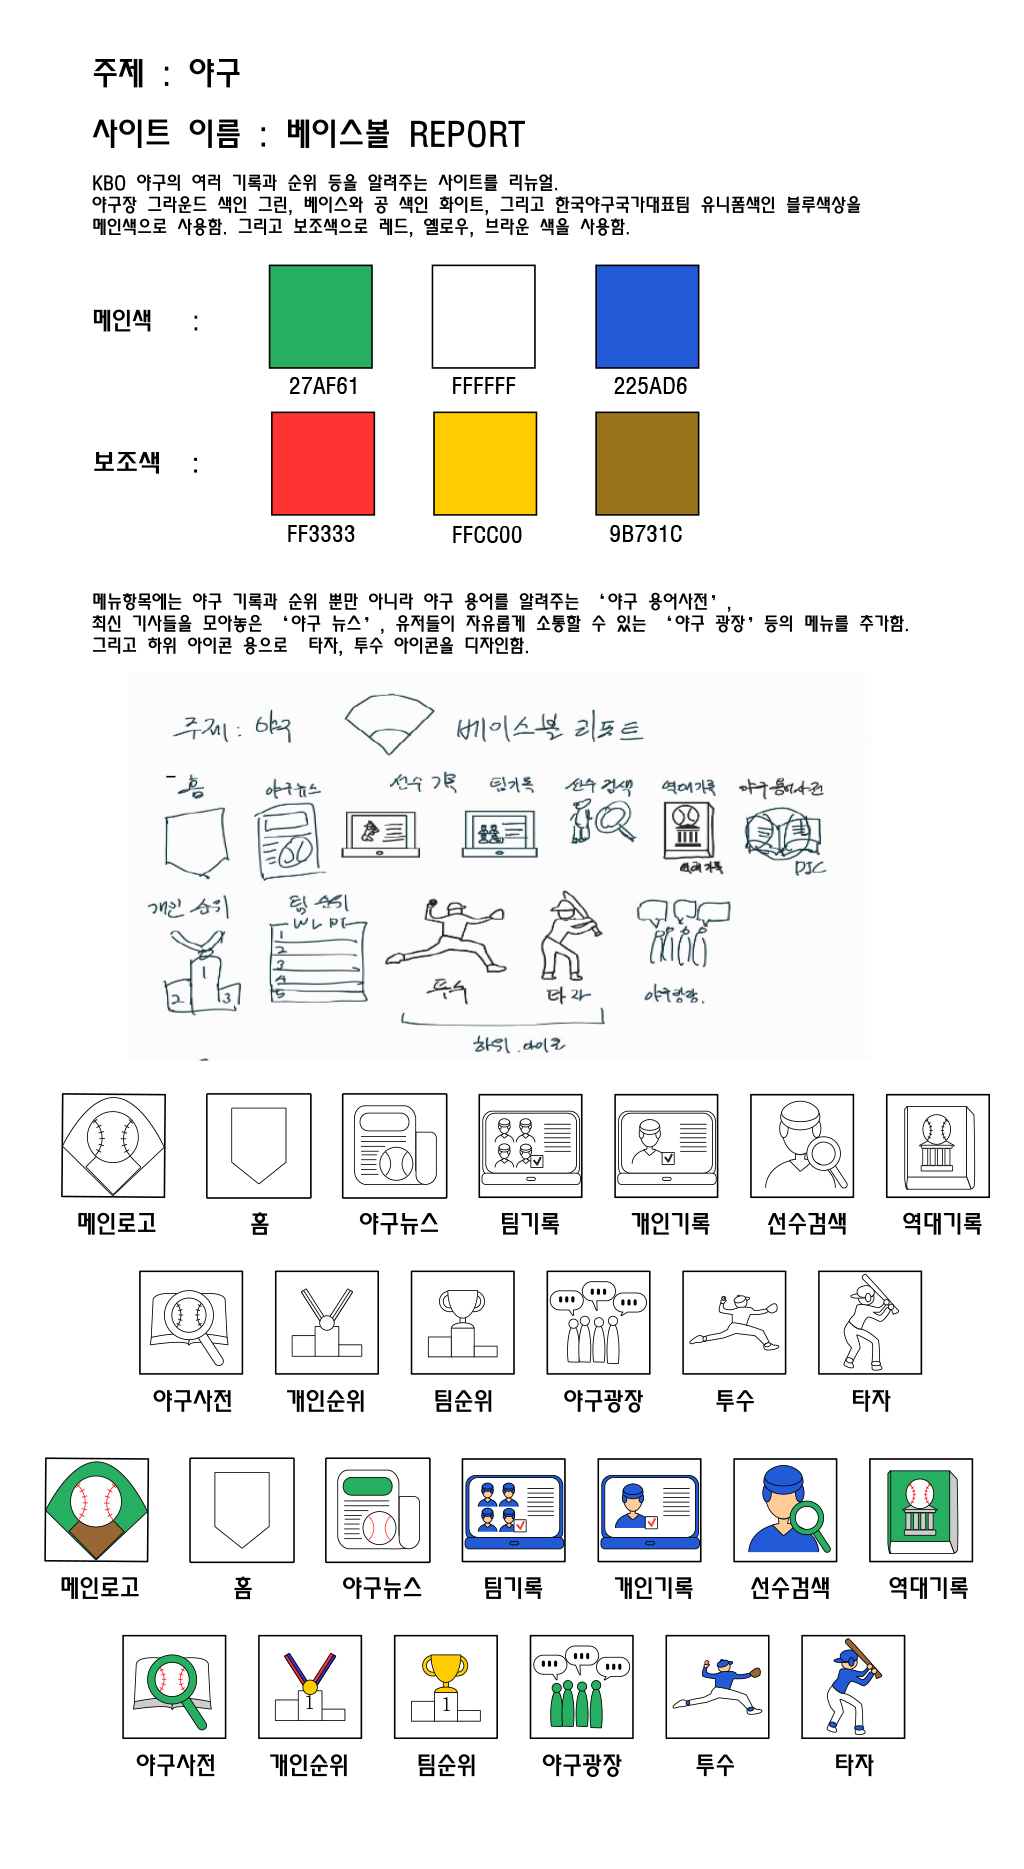 주제 : 야구
사이트 이름 : 베이스볼 REPORT
KBO 야구의 여러 기록과 순위 등을 알려주는 사이트를 리뉴얼.
야구장 그라운드 색인 그린, 베이스와 공 색인 화이트, 그리고 한국야구국가대표팀 유니폼색인 블루색상을
메인색으로 사용함. 그리고 보조색으로 레드, 옐로우, 브라운 색을 사용함.
메인색 :
27AF61 FFFFFF 225AD6
보조색 :
FF3333 FFCC00 9B731C
메뉴항목에는 야구 기록과 순위 뿐만 아니라 야구 용어를 알려주는 ‘야구 용어사전’,
최신 기사들을 모아놓은 ‘야구 뉴스’, 유저들이 자유롭게 소통할 수 있는 ‘야구 광장’등의 메뉴를 추가함.
그리고 하위 아이콘 용으로 타자, 투수 아이콘을 디자인함.
주제 : 야구 베이스볼 리포트
홈 야구뉴스 선수 기록 팀기록 선수 검색 역대기록 야구용어사전
역대기록 DIC
개인 순위 팀 순위
W L
1
2
3
4
5
1
2 3
투수 타자 야구광장.
하위.아이콘
메인로고 홈 야구뉴스 팀기록 개인기록 선수검색 역대기록
야구사전 개인순위 팀순위 야구광장 투수 타자
메인로고 홈 야구뉴스 팀기록 개인기록 선수검색 역대기록
1 1
야구사전 개인순위 팀순위 야구광장 투수 타자